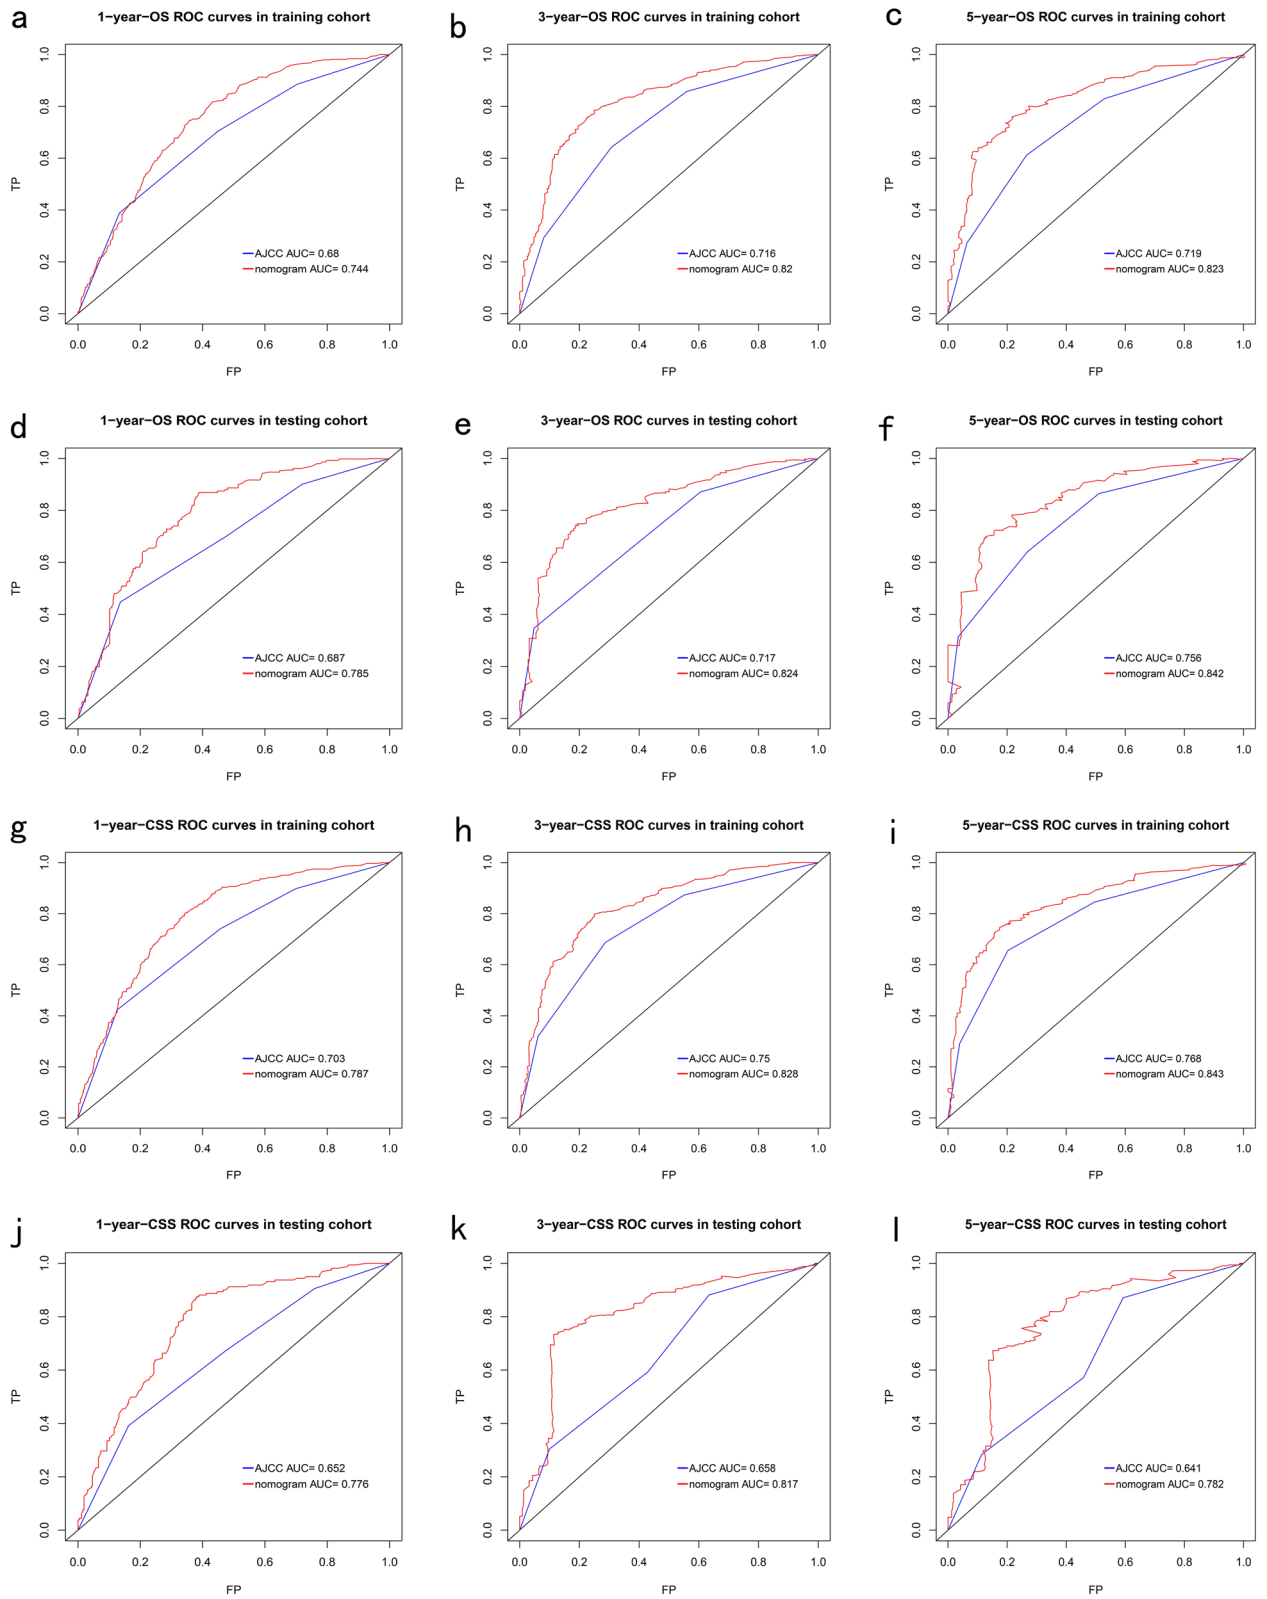 a
1−year−OS ROC curves in training cohort
TP
0.0 0.2 0.4 0.6 0.8 1.0
AJCC AUC= 0.68
nomogram AUC= 0.744
0.0 0.2 0.4 0.6 0.8 1.0
FP
b
3−year−OS ROC curves in training cohort
TP
0.0 0.2 0.4 0.6 0.8 1.0
AJCC AUC= 0.716
nomogram AUC= 0.82
0.0 0.2 0.4 0.6 0.8 1.0
FP
c
5−year−OS ROC curves in training cohort
TP
0.0 0.2 0.4 0.6 0.8 1.0
AJCC AUC= 0.719
nomogram AUC= 0.823
0.0 0.2 0.4 0.6 0.8 1.0
FP
d
1−year−OS ROC curves in testing cohort
TP
0.0 0.2 0.4 0.6 0.8 1.0
AJCC AUC= 0.687
nomogram AUC= 0.785
0.0 0.2 0.4 0.6 0.8 1.0
FP
e
3−year−OS ROC curves in testing cohort
TP
0.0 0.2 0.4 0.6 0.8 1.0
AJCC AUC= 0.717
nomogram AUC= 0.824
0.0 0.2 0.4 0.6 0.8 1.0
FP
f
5−year−OS ROC curves in testing cohort
TP
0.0 0.2 0.4 0.6 0.8 1.0
AJCC AUC= 0.756
nomogram AUC= 0.842
0.0 0.2 0.4 0.6 0.8 1.0
FP
g
1−year−CSS ROC curves in training cohort
TP
0.0 0.2 0.4 0.6 0.8 1.0
AJCC AUC= 0.703
nomogram AUC= 0.787
0.0 0.2 0.4 0.6 0.8 1.0
FP
h
3−year−CSS ROC curves in training cohort
TP
0.0 0.2 0.4 0.6 0.8 1.0
AJCC AUC= 0.75
nomogram AUC= 0.828
0.0 0.2 0.4 0.6 0.8 1.0
FP
i
5−year−CSS ROC curves in training cohort
TP
0.0 0.2 0.4 0.6 0.8 1.0
AJCC AUC= 0.768
nomogram AUC= 0.843
0.0 0.2 0.4 0.6 0.8 1.0
FP
j
1−year−CSS ROC curves in testing cohort
TP
0.0 0.2 0.4 0.6 0.8 1.0
AJCC AUC= 0.652
nomogram AUC= 0.776
0.0 0.2 0.4 0.6 0.8 1.0
FP
k
3−year−CSS ROC curves in testing cohort
TP
0.0 0.2 0.4 0.6 0.8 1.0
AJCC AUC= 0.658
nomogram AUC= 0.817
0.0 0.2 0.4 0.6 0.8 1.0
FP
l
5−year−CSS ROC curves in testing cohort
TP
0.0 0.2 0.4 0.6 0.8 1.0
AJCC AUC= 0.641
nomogram AUC= 0.782
0.0 0.2 0.4 0.6 0.8 1.0
FP